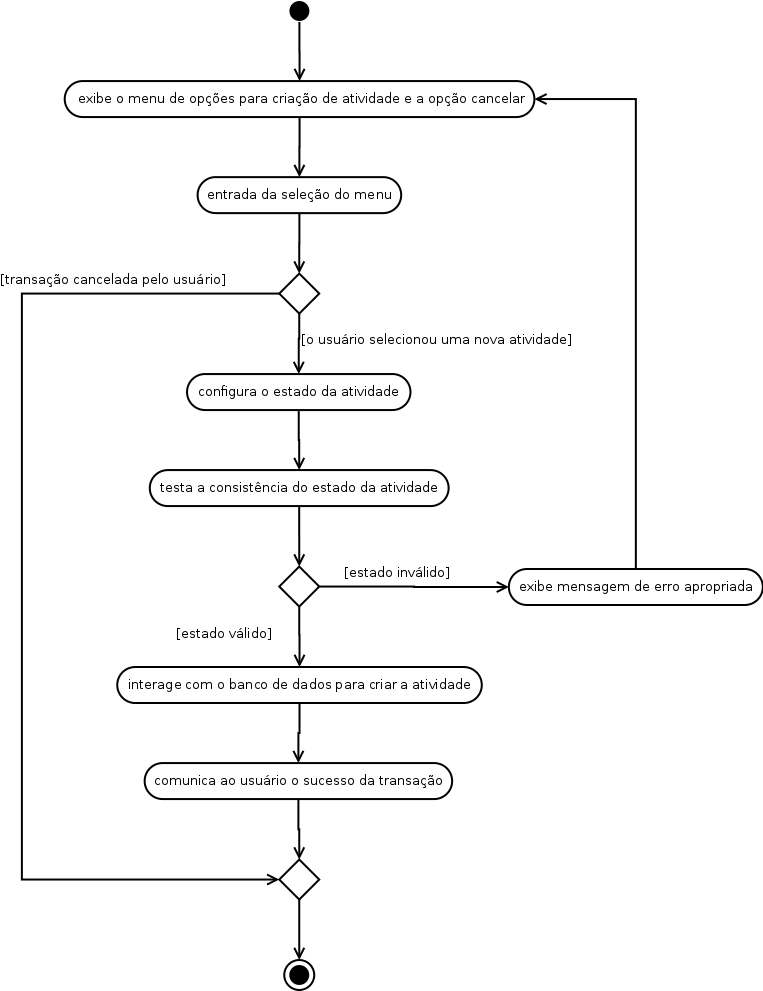 exibe o menu de opções para criação de atividade e a opção cancelar
entrada da seleção do menu
[transação cancelada pelo usuário]
[o usuário selecionou uma nova atividade]
configura o estado da atividade
testa a consistência do estado da atividade
[estado inválido]
exibe mensagem de erro apropriada
[estado válido]
interage com o banco de dados para criar a atividade
comunica ao usuário o sucesso da transação